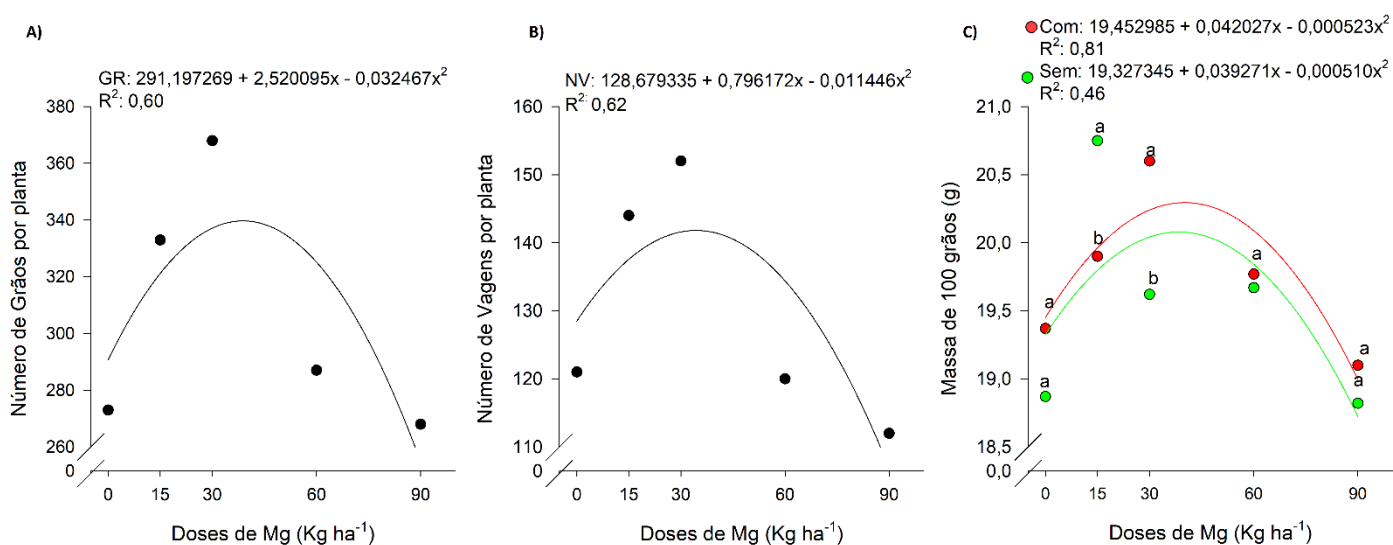 A)
GR: 291,197269 + 2,520095x - 0,032467x²
R²: 0,60
Número de Grãos por planta
380
360
340
320
300
280
260
0
0 15 30 60 90
Doses de Mg (Kg ha⁻¹)
B)
NV: 128,679335 + 0,796172x - 0,011446x²
R²: 0,62
Número de Vagens por planta
160
150
140
130
120
110
0
0 15 30 60 90
Doses de Mg (Kg ha⁻¹)
C)
Com: 19,452985 + 0,042027x - 0,000523x²
R²: 0,81
Sem: 19,327345 + 0,039271x - 0,000510x²
R²: 0,46
Massa de 100 grãos (g)
21,0
20,5
20,0
19,5
19,0
18,5
0,0
a
a
b
b
a
a
a
a
a
0 15 30 60 90
Doses de Mg (Kg ha⁻¹)